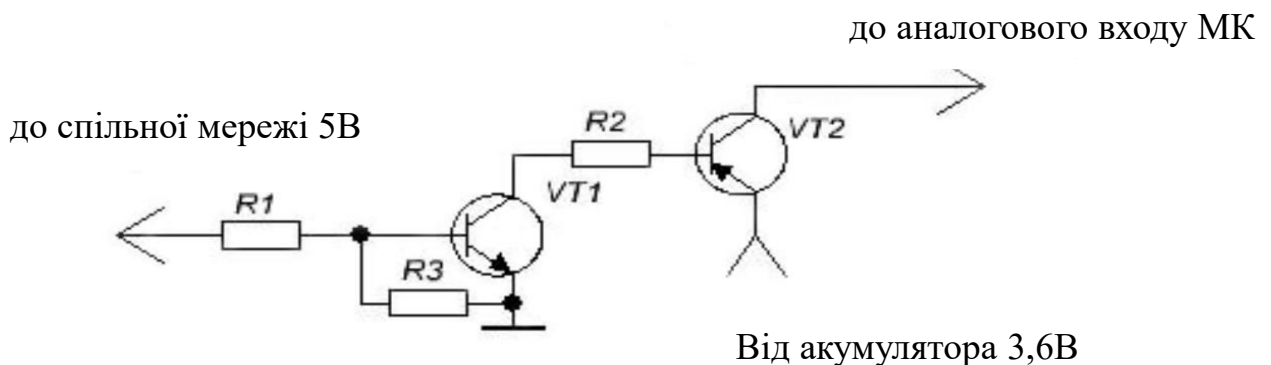 до аналогового входу МК
до спільної мережі 5В
R2
VT2
VT1
R1
R3
Від акумулятора 3,6В